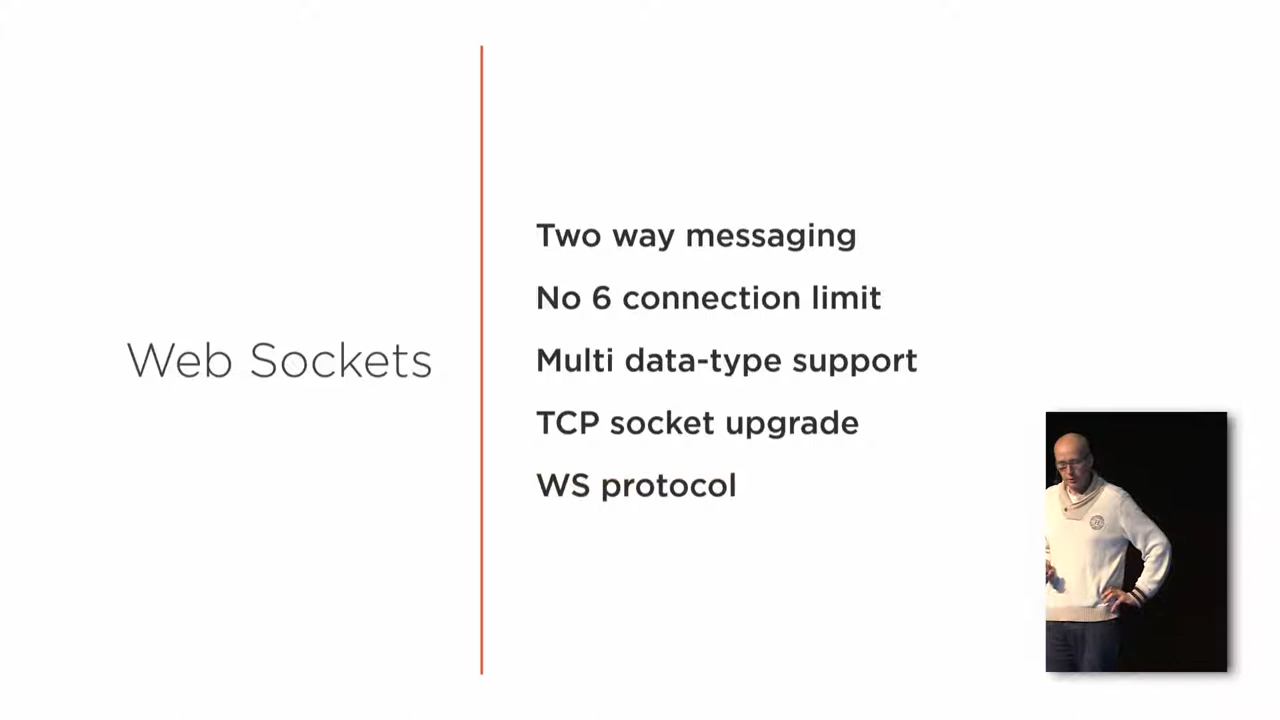 Web Sockets
Two way messaging
No 6 connection limit
Multi data-type support
TCP socket upgrade
WS protocol